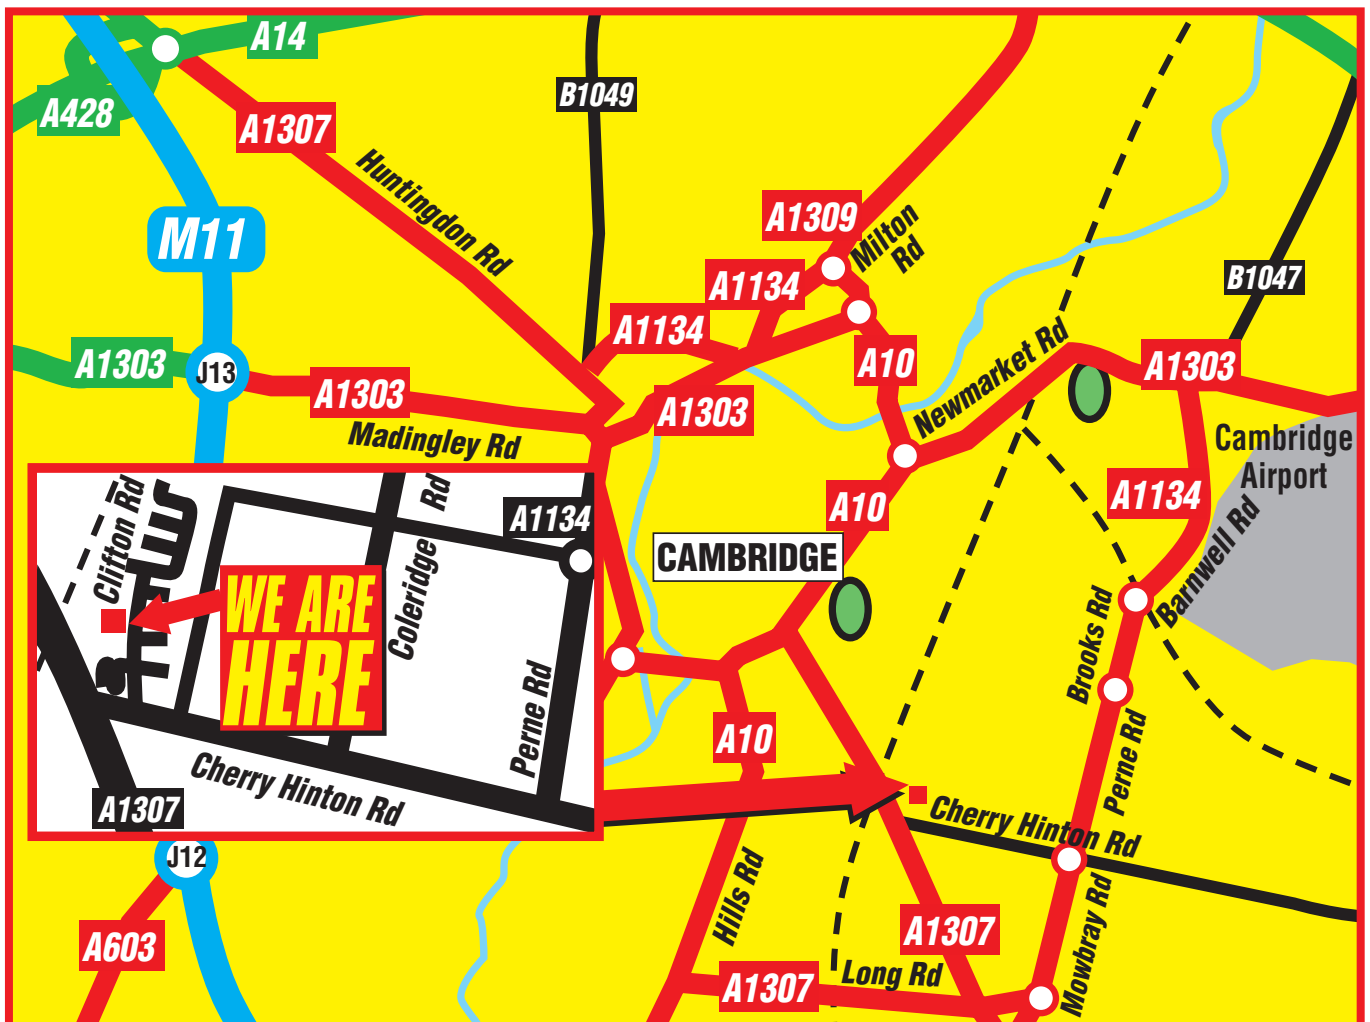 A14
A428
A1307
B1049
Huntingdon Rd
M11
A1309
Milton
Rd
A1134
A1134
B1047
A1303
J13
A1303
Madingley Rd
A10
A1303
Newmarket Rd
A1303
Cambridge
Airport
A10
A1134
Barnwell Rd
CAMBRIDGE
Clifton Rd
Coleridge Rd
A1134
WE ARE
HERE
Perne Rd
Cherry Hinton Rd
A1307
Brooks Rd
Perne Rd
A10
Cherry Hinton Rd
J12
Hills Rd
A603
A1307
Mowbray Rd
Long Rd
A1307